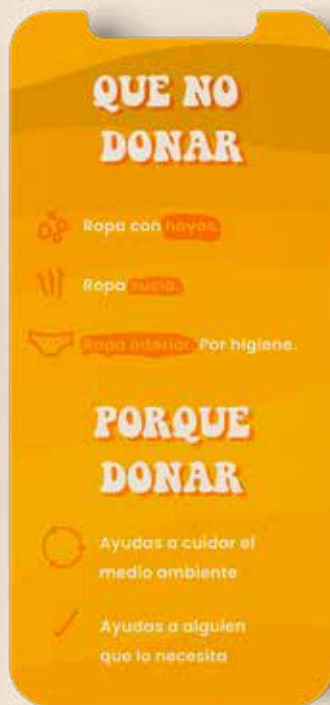 QUE NO
DONAR
Ropa con hoyos.
Ropa sucia.
Ropa interior. Por higiene.
PORQUE
DONAR
Ayudas a cuidar el
medio ambiente
Ayudas a alguien
que lo necesita